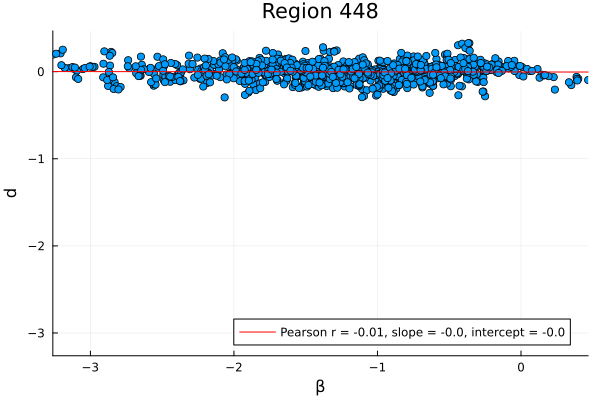 Region 448
0
−1
−2
−3
d
Pearson r = -0.01, slope = -0.0, intercept = -0.0
−3
−2
−1
0
β